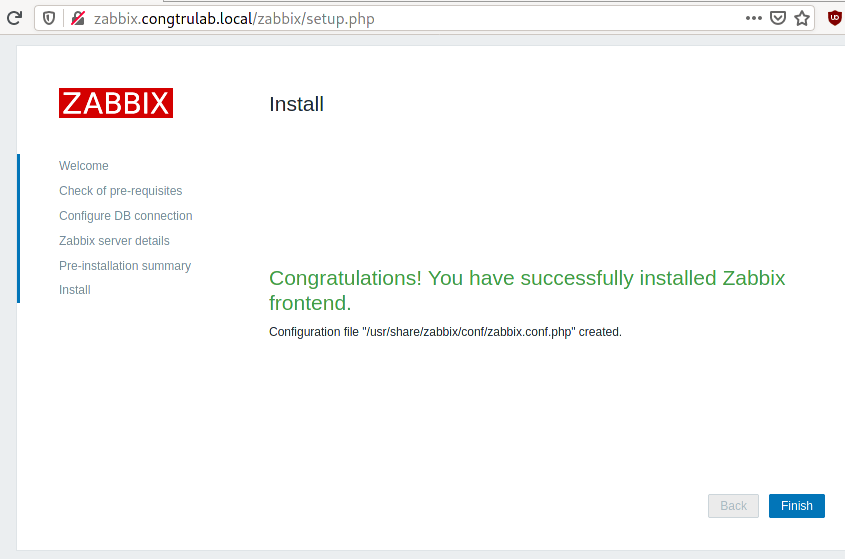 zabbix.congtrulab.local/zabbix/setup.php
ZABBIX
Install
Welcome
Check of pre-requisites
Configure DB connection
Zabbix server details
Pre-installation summary
Install
Congratulations! You have successfully installed Zabbix
frontend.
Configuration file "/usr/share/zabbix/conf/zabbix.conf.php" created.
Back
Finish